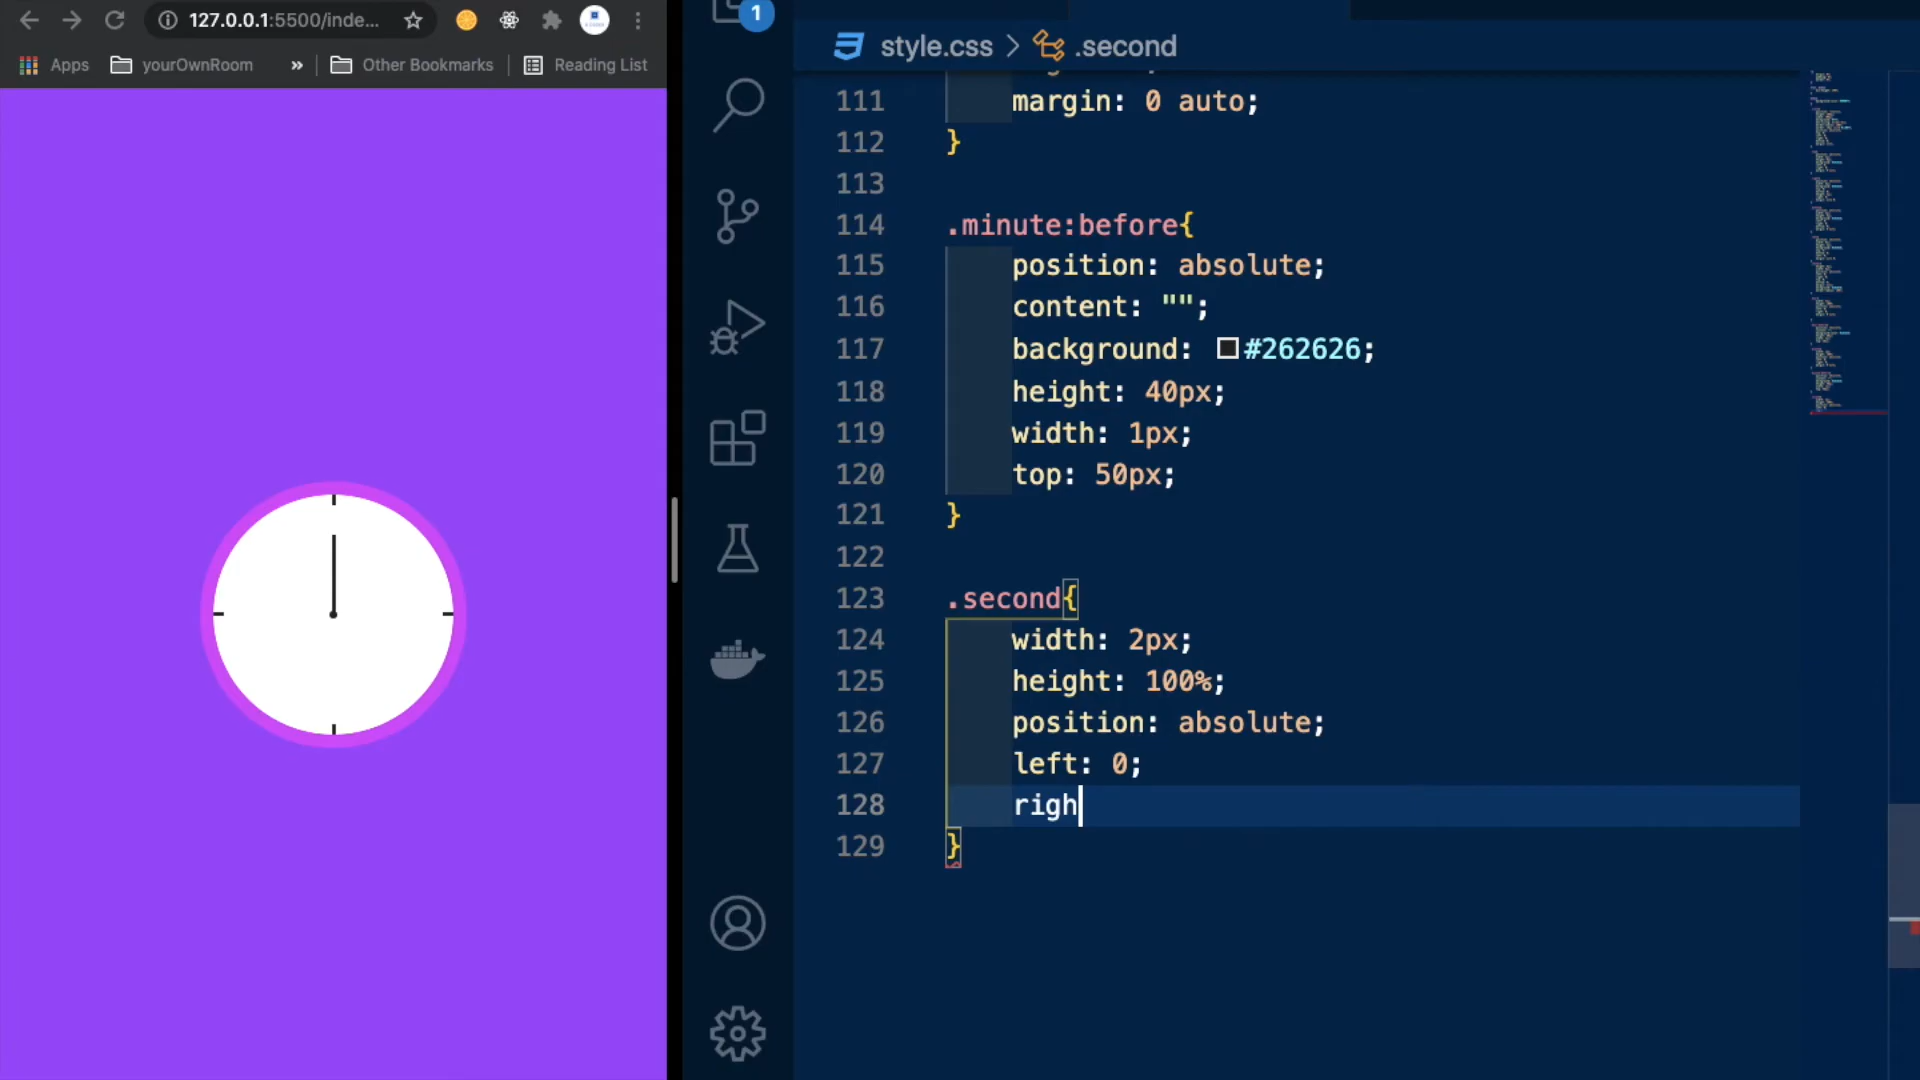 127.0.0.1:5500/inde...
Apps yourOwnRoom » Other Bookmarks Reading List
1
style.css > .second
111 margin: 0 auto;
112 }
113
114 .minute:before{
115 position: absolute;
116 content: "";
117 background: #262626;
118 height: 40px;
119 width: 1px;
120 top: 50px;
121 }
122
123 .second{
124 width: 2px;
125 height: 100%;
126 position: absolute;
127 left: 0;
128 righ
129 }